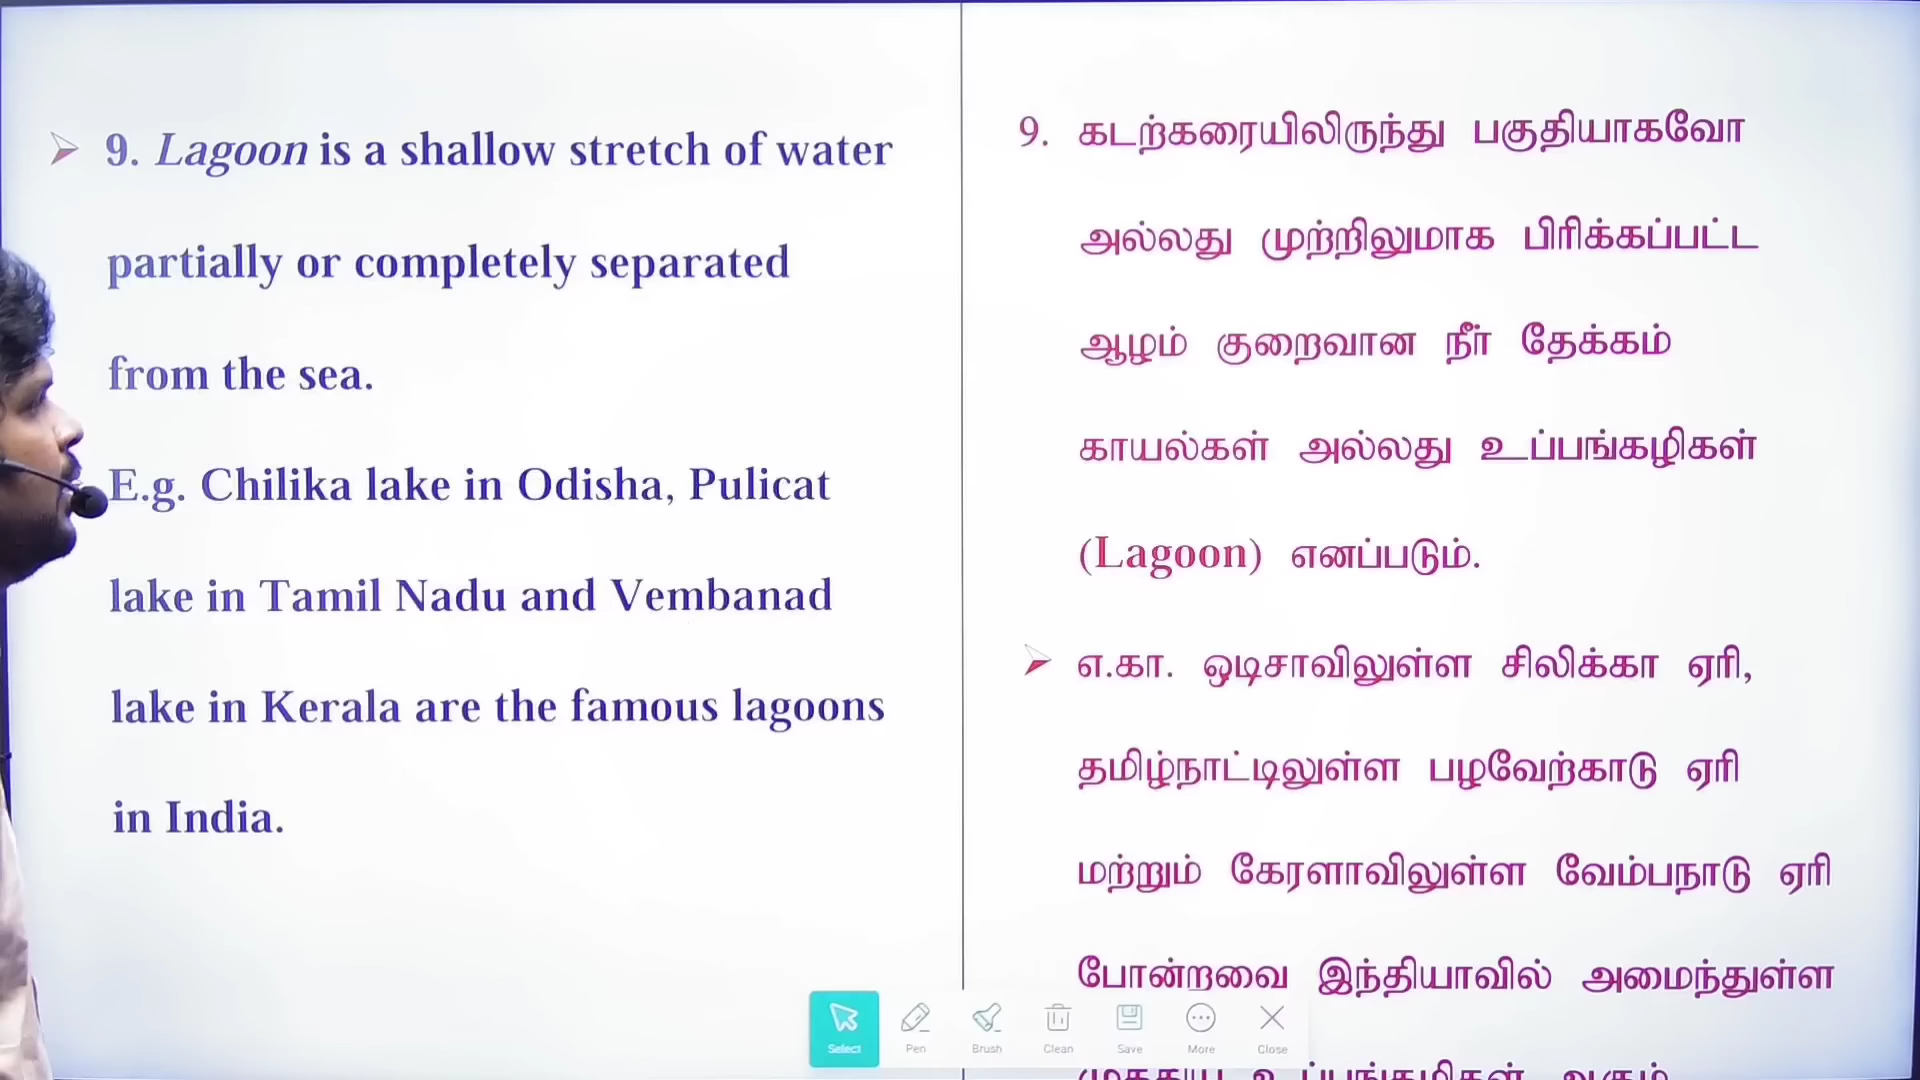 9. Lagoon is a shallow stretch of water
partially or completely separated
from the sea.
E.g. Chilika lake in Odisha, Pulicat
lake in Tamil Nadu and Vembanad
lake in Kerala are the famous lagoons
in India.
9. கடற்கரையிலிருந்து பகுதியாகவோ
அல்லது முற்றிலுமாக பிரிக்கப்பட்ட
ஆழம் குறைவான நீர் தேக்கம்
காயல்கள் அல்லது உப்பங்கழிகள்
(Lagoon) எனப்படும்.
எ.கா. ஒடிசாவிலுள்ள சிலிக்கா ஏரி,
தமிழ்நாட்டிலுள்ள பழவேற்காடு ஏரி
மற்றும் கேரளாவிலுள்ள வேம்பநாடு ஏரி
போன்றவை இந்தியாவில் அமைந்துள்ள
Select Pen Brush Clean Save More Close